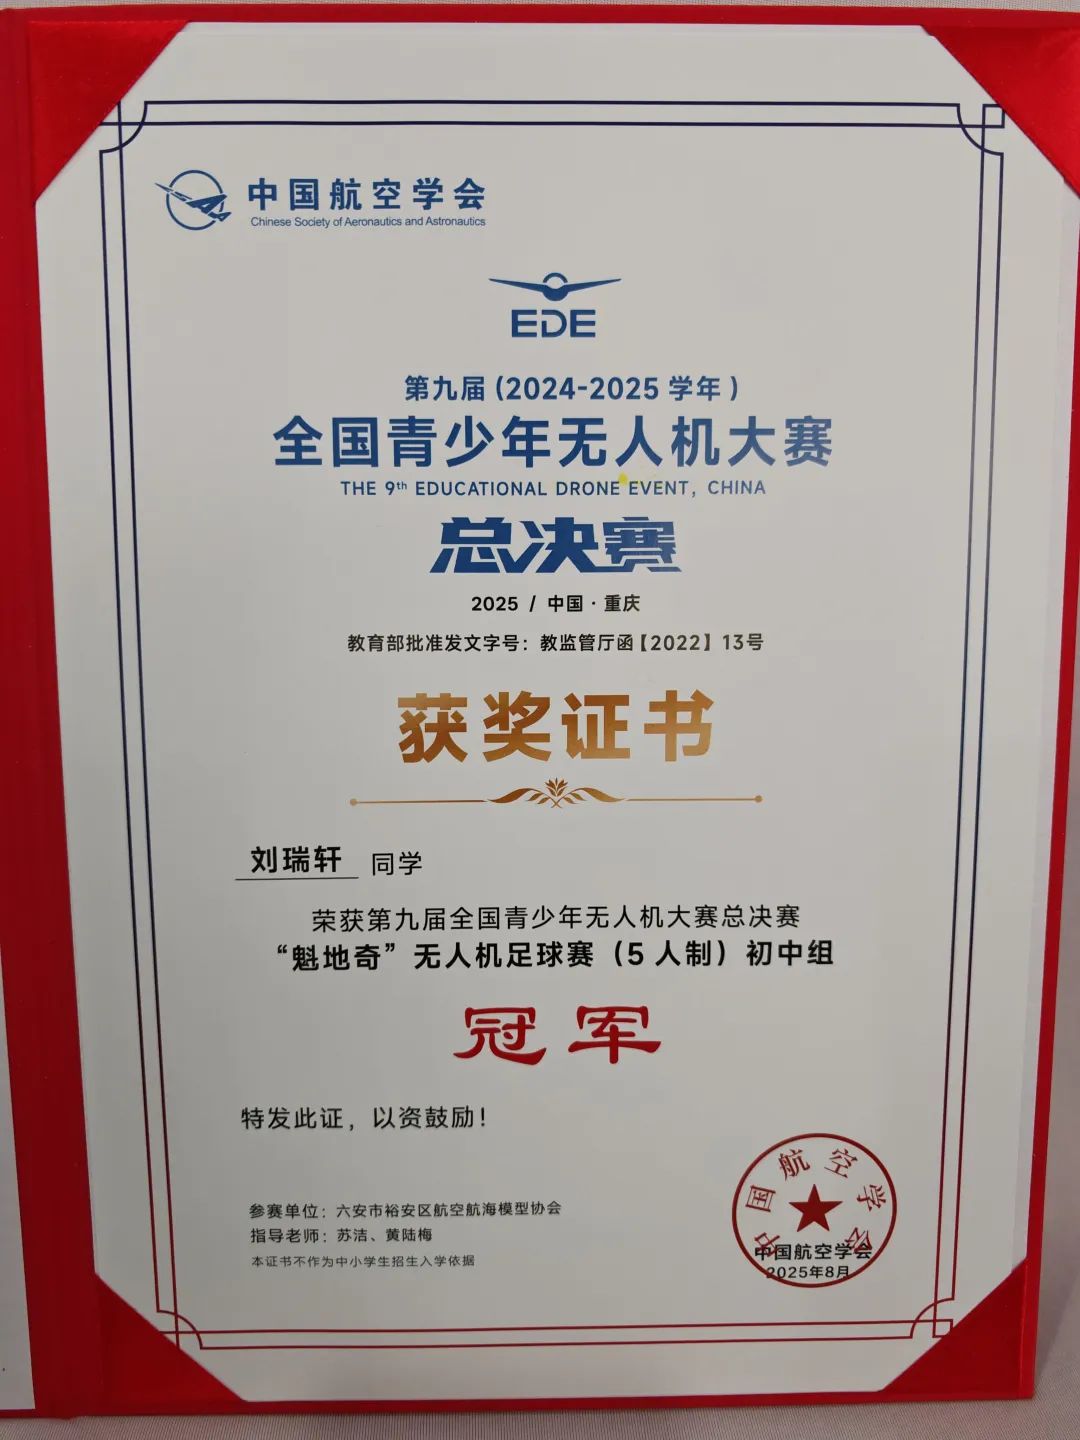 中国航空学会
Chinese Society of Aeronautics and Astronautics
EDE
第九届(2024-2025 学年)
全国青少年无人机大赛
THE 9th EDUCATIONAL DRONE EVENT, CHINA
总决赛
2025 / 中国·重庆
教育部批准发文字号：教监管厅函【2022】13号
获奖证书
刘瑞轩 同学
荣获第九届全国青少年无人机大赛总决赛
“魁地奇”无人机足球赛（5人制）初中组
冠军
特发此证，以资鼓励！
参赛单位：六安市裕安区航空航海模型协会
指导老师：苏洁、黄陆梅
本证书不作为中小学生招生入学依据
中国航空学会
中国航空学会
2025年8月